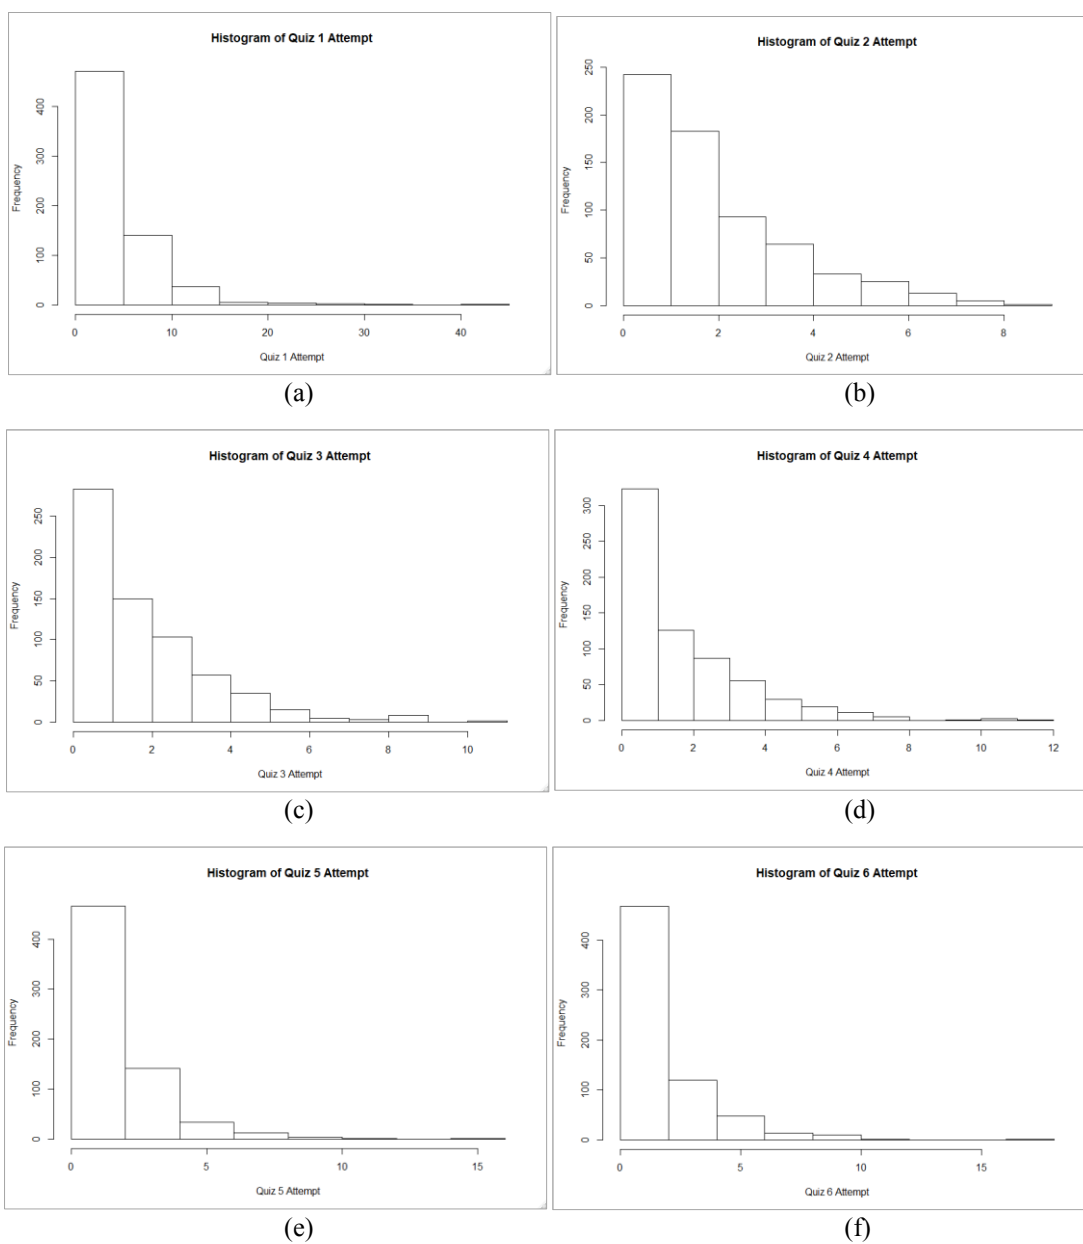 Histogram of Quiz 1 Attempt
Frequency
0 100 200 300 400
0 10 20 30 40
Quiz 1 Attempt
(a)
Histogram of Quiz 2 Attempt
Frequency
0 50 100 150 200 250
0 2 4 6 8
Quiz 2 Attempt
(b)
Histogram of Quiz 3 Attempt
Frequency
0 50 100 150 200 250
0 2 4 6 8 10
Quiz 3 Attempt
(c)
Histogram of Quiz 4 Attempt
Frequency
0 50 100 150 200 250 300
0 2 4 6 8 10 12
Quiz 4 Attempt
(d)
Histogram of Quiz 5 Attempt
Frequency
0 100 200 300 400
0 5 10 15
Quiz 5 Attempt
(e)
Histogram of Quiz 6 Attempt
Frequency
0 100 200 300 400
0 5 10 15
Quiz 6 Attempt
(f)